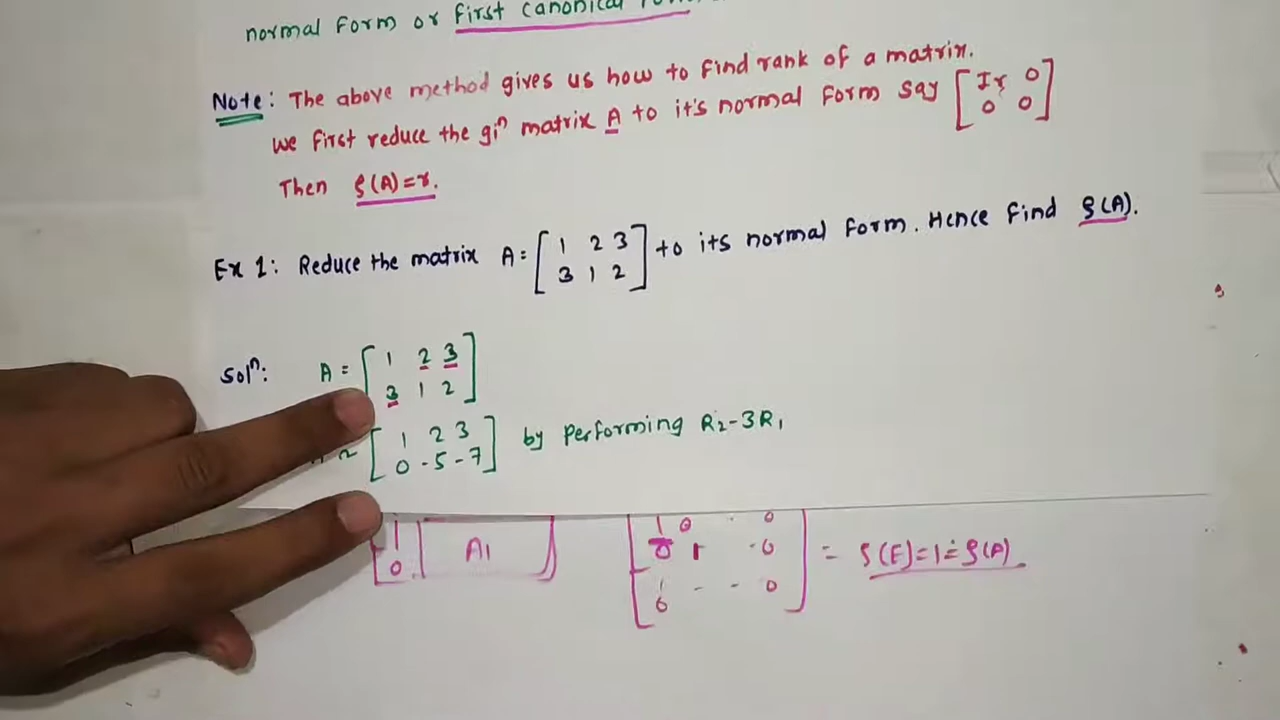 normal Form or First canonical
Note: The above method gives us how to Find rank of a matrix.
we First reduce the giⁿ matrix A to it's normal Form say [Ir 0
0 0]
Then ρ(A)=r.
Ex 1: Reduce the matrix A= [1 2 3
3 1 2] to its normal Form. Hence Find ρ(A).
Solⁿ: A = [1 2 3
3 1 2]
~ [1 2 3
0 -5 -7] by Performing R₂-3R₁
1
0 A₁
= ρ(E)=1=ρ(A)